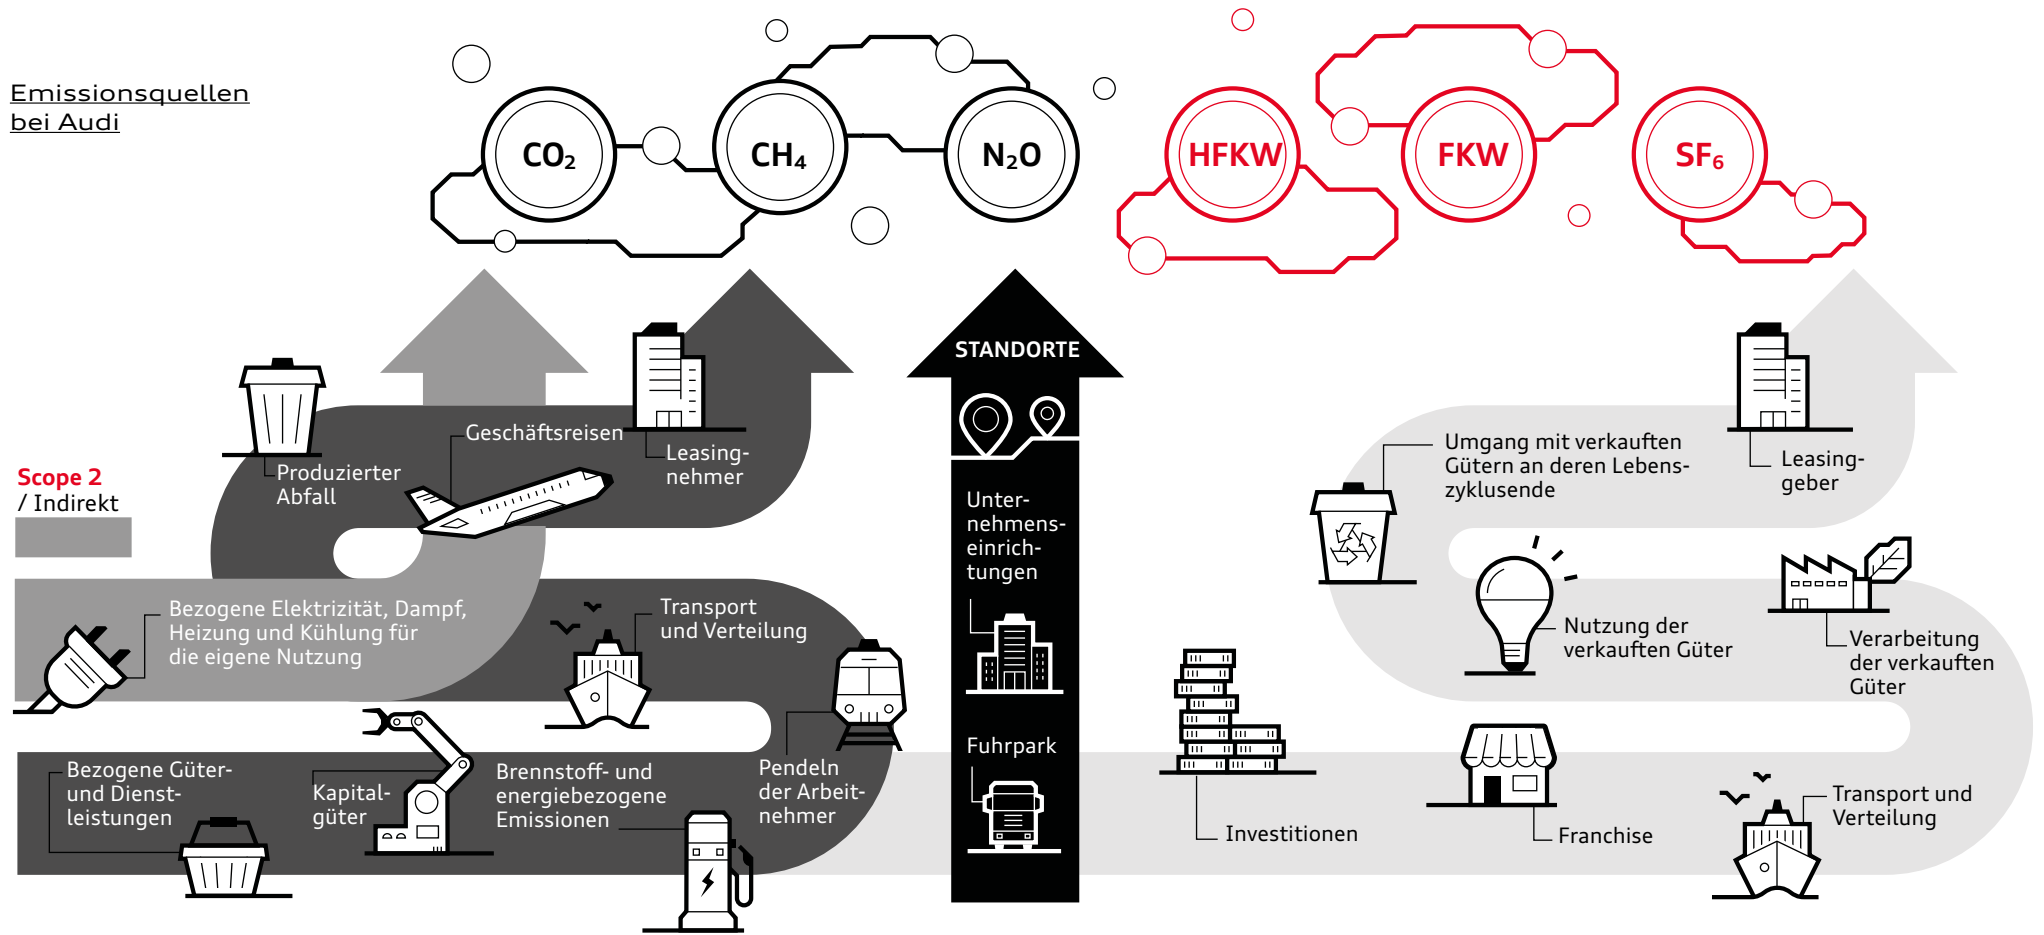 Emissionsquellen
bei Audi
CO₂
CH₄
N₂O
HFKW
FKW
SF₆
Scope 2
/ Indirekt
Produzierter
Abfall
Geschäftsreisen
Leasing-
nehmer
Bezogene Elektrizität, Dampf,
Heizung und Kühlung für
die eigene Nutzung
Transport
und Verteilung
Bezogene Güter-
und Dienst-
leistungen
Kapital-
güter
Brennstoff- und
energiebezogene
Emissionen
Pendeln
der Arbeit-
nehmer
STANDORTE
Unter-
nehmens-
einrich-
tungen
Fuhrpark
Umgang mit verkauften
Gütern an deren Lebens-
zyklusende
Leasing-
geber
Nutzung der
verkauften Güter
Verarbeitung
der verkauften
Güter
Investitionen
Franchise
Transport und
Verteilung